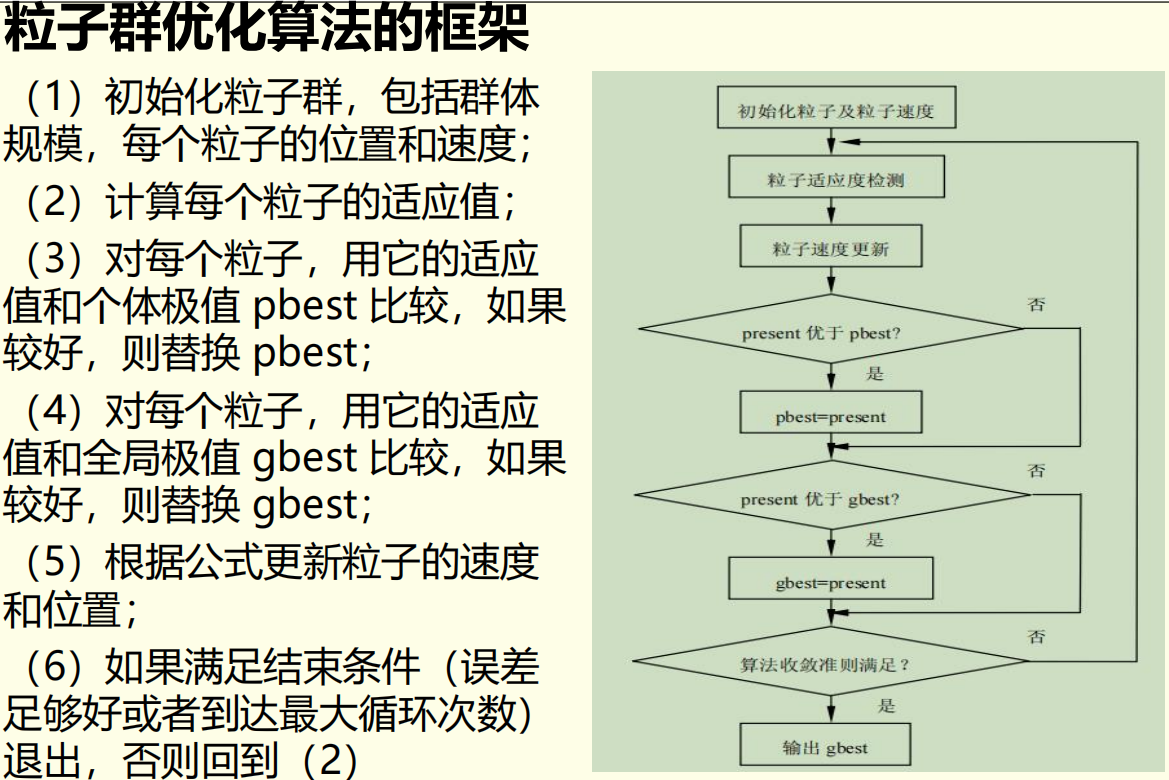 粒子群优化算法的框架
（1）初始化粒子群，包括群体
规模，每个粒子的位置和速度；
（2）计算每个粒子的适应值；
（3）对每个粒子，用它的适应
值和个体极值 pbest 比较，如果
较好，则替换 pbest；
（4）对每个粒子，用它的适应
值和全局极值 gbest 比较，如果
较好，则替换 gbest；
（5）根据公式更新粒子的速度
和位置；
（6）如果满足结束条件（误差
足够好或者到达最大循环次数）
退出，否则回到（2）
初始化粒子及粒子速度
粒子适应度检测
粒子速度更新
否
present 优于 pbest?
是
pbest=present
否
present 优于 gbest?
是
gbest=present
否
算法收敛准则满足？
是
输出 gbest